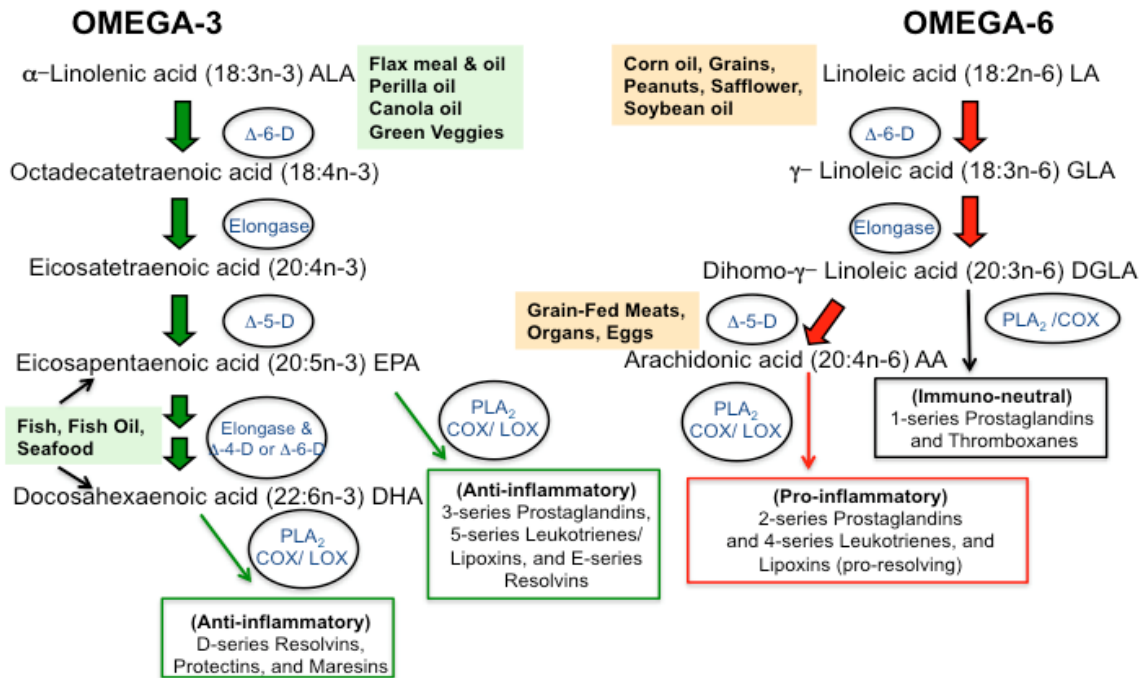 OMEGA-3
α–Linolenic acid (18:3n-3) ALA
Flax meal & oil
Perilla oil
Canola oil
Green Veggies
Δ-6-D
Octadecatetraenoic acid (18:4n-3)
Elongase
Eicosatetraenoic acid (20:4n-3)
Δ-5-D
Eicosapentaenoic acid (20:5n-3) EPA
Fish, Fish Oil,
Seafood
Elongase &
Δ-4-D or Δ-6-D
PLA2
COX/ LOX
Docosahexaenoic acid (22:6n-3) DHA
PLA2
COX/ LOX
(Anti-inflammatory)
3-series Prostaglandins,
5-series Leukotrienes/
Lipoxins, and E-series
Resolvins
(Anti-inflammatory)
D-series Resolvins,
Protectins, and Maresins
OMEGA-6
Corn oil, Grains,
Peanuts, Safflower,
Soybean oil
Linoleic acid (18:2n-6) LA
Δ-6-D
γ– Linoleic acid (18:3n-6) GLA
Elongase
Dihomo-γ– Linoleic acid (20:3n-6) DGLA
Grain-Fed Meats,
Organs, Eggs
Δ-5-D
PLA2 /COX
Arachidonic acid (20:4n-6) AA
PLA2
COX/ LOX
(Immuno-neutral)
1-series Prostaglandins
and Thromboxanes
(Pro-inflammatory)
2-series Prostaglandins
and 4-series Leukotrienes, and
Lipoxins (pro-resolving)